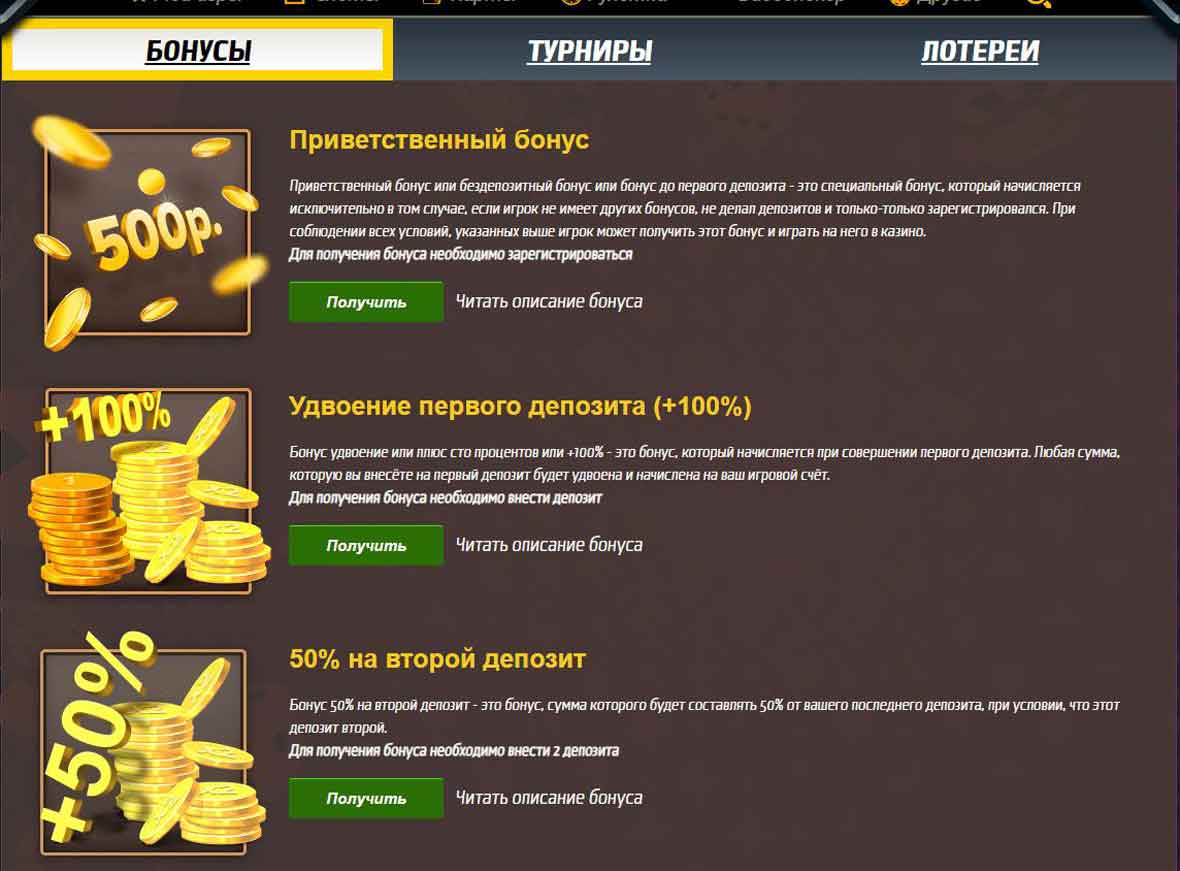 БОНУСЫ
ТУРНИРЫ
ЛОТЕРЕИ
500р.
Приветственный бонус
Приветственный бонус или бездепозитный бонус или бонус до первого депозита - это специальный бонус, который начисляется
исключительно в том случае, если игрок не имеет других бонусов, не делал депозитов и только-только зарегистрировался. При
соблюдении всех условий, указанных выше игрок может получить этот бонус и играть на него в казино.
Для получения бонуса необходимо зарегистрироваться
Получить
Читать описание бонуса
+100%
Удвоение первого депозита (+100%)
Бонус удвоение или плюс сто процентов или +100% - это бонус, который начисляется при совершении первого депозита. Любая сумма,
которую вы внесёте на первый депозит будет удвоена и начислена на ваш игровой счёт.
Для получения бонуса необходимо внести депозит
Получить
Читать описание бонуса
+50%
50% на второй депозит
Бонус 50% на второй депозит - это бонус, сумма которого будет составлять 50% от вашего последнего депозита, при условии, что этот
депозит второй.
Для получения бонуса необходимо внести 2 депозита
Получить
Читать описание бонуса